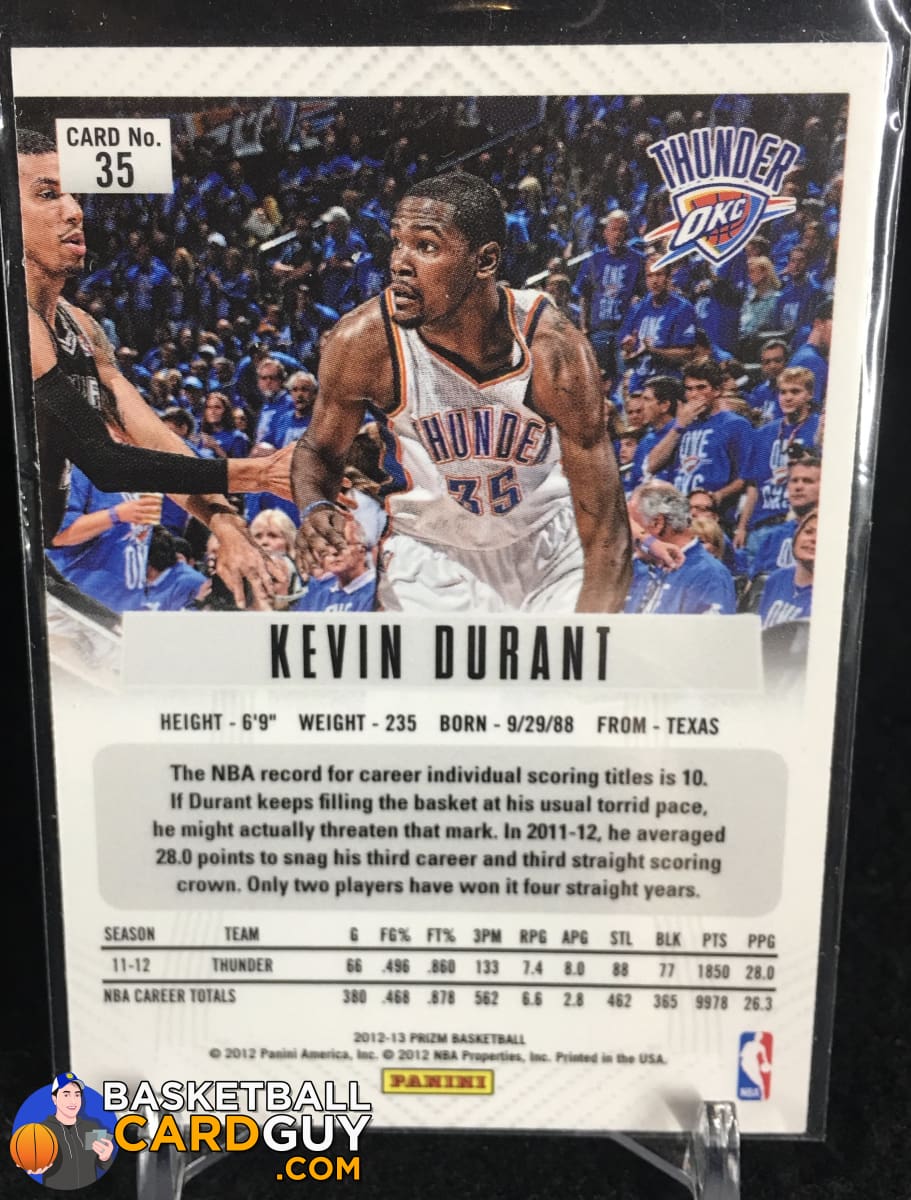 CARD No.
35
THUNDER
OKC
THUNDER
35
KEVIN DURANT
HEIGHT - 6'9" WEIGHT - 235 BORN - 9/29/88 FROM - TEXAS
The NBA record for career individual scoring titles is 10.
If Durant keeps filling the basket at his usual torrid pace,
he might actually threaten that mark. In 2011-12, he averaged
28.0 points to snag his third career and third straight scoring
crown. Only two players have won it four straight years.
SEASON TEAM G FG% FT% 3PM RPG APG STL BLK PTS PPG
11-12 THUNDER 66 .496 .860 133 7.4 8.0 88 77 1850 28.0
NBA CAREER TOTALS 380 .468 .878 562 6.6 2.8 462 365 9978 26.3
2012-13 PRIZM BASKETBALL
© 2012 Panini America, Inc. © 2012 NBA Properties, Inc. Printed in the USA.
PANINI
NBA
BASKETBALL
CARDGUY
.COM